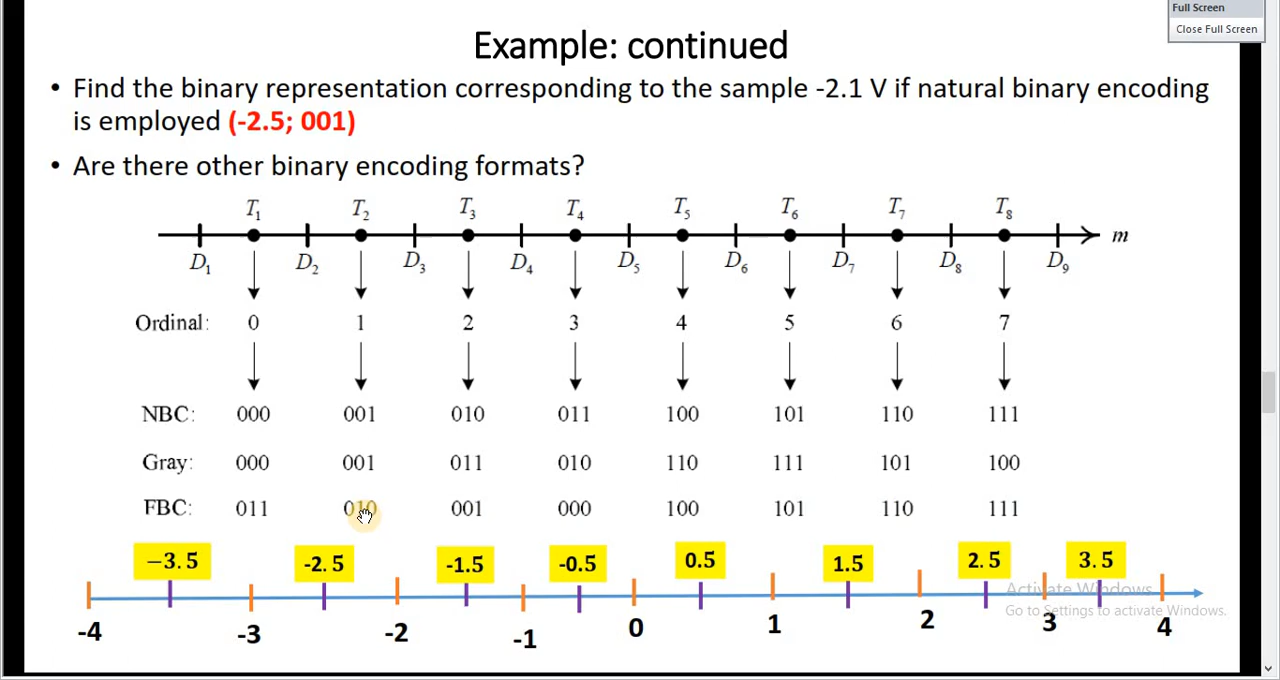 Full Screen
Close Full Screen
Example: continued
• Find the binary representation corresponding to the sample -2.1 V if natural binary encoding
is employed (-2.5; 001)
• Are there other binary encoding formats?
T1 T2 T3 T4 T5 T6 T7 T8
m
D1 D2 D3 D4 D5 D6 D7 D8 D9
Ordinal: 0 1 2 3 4 5 6 7
NBC: 000 001 010 011 100 101 110 111
Gray: 000 001 011 010 110 111 101 100
FBC: 011 010 001 000 100 101 110 111
−3.5 -2.5 -1.5 -0.5 0.5 1.5 2.5 3.5
Activate Windows
Go to Settings to activate Windows.
-4 -3 -2 -1 0 1 2 3 4